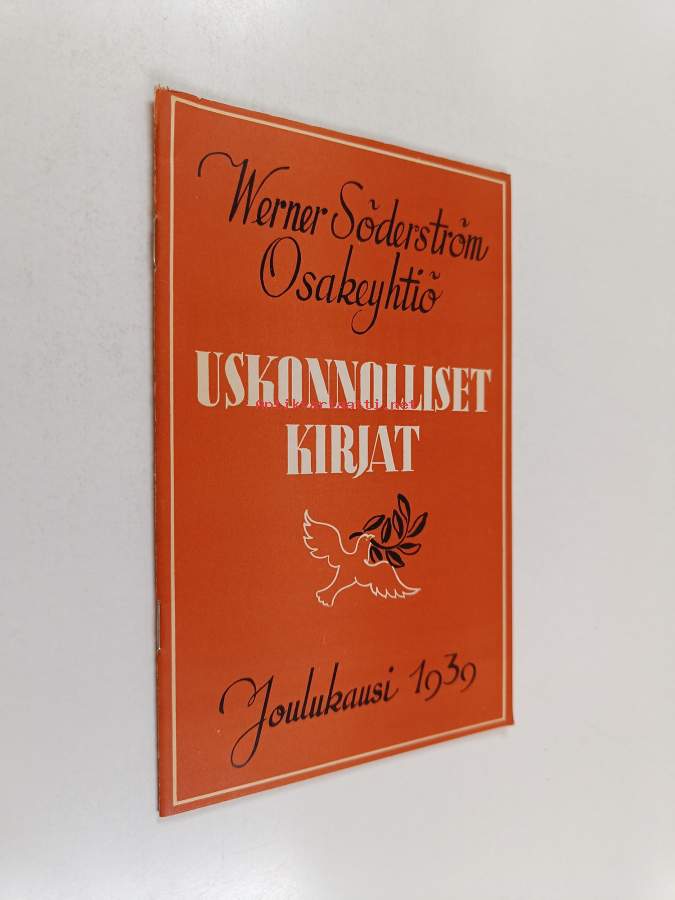 Werner Söderström
Osakeyhtiö
USKONNOLLISET
KIRJAT
Joulukausi 1939